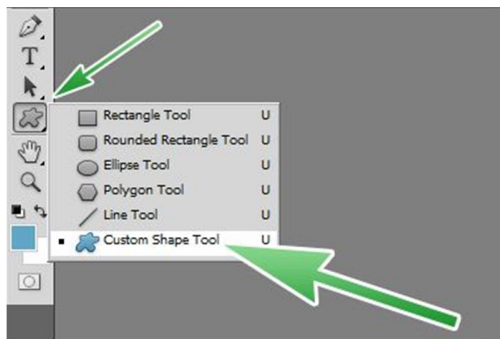 T
Rectangle Tool U
Rounded Rectangle Tool U
Ellipse Tool U
Polygon Tool U
Line Tool U
Custom Shape Tool U